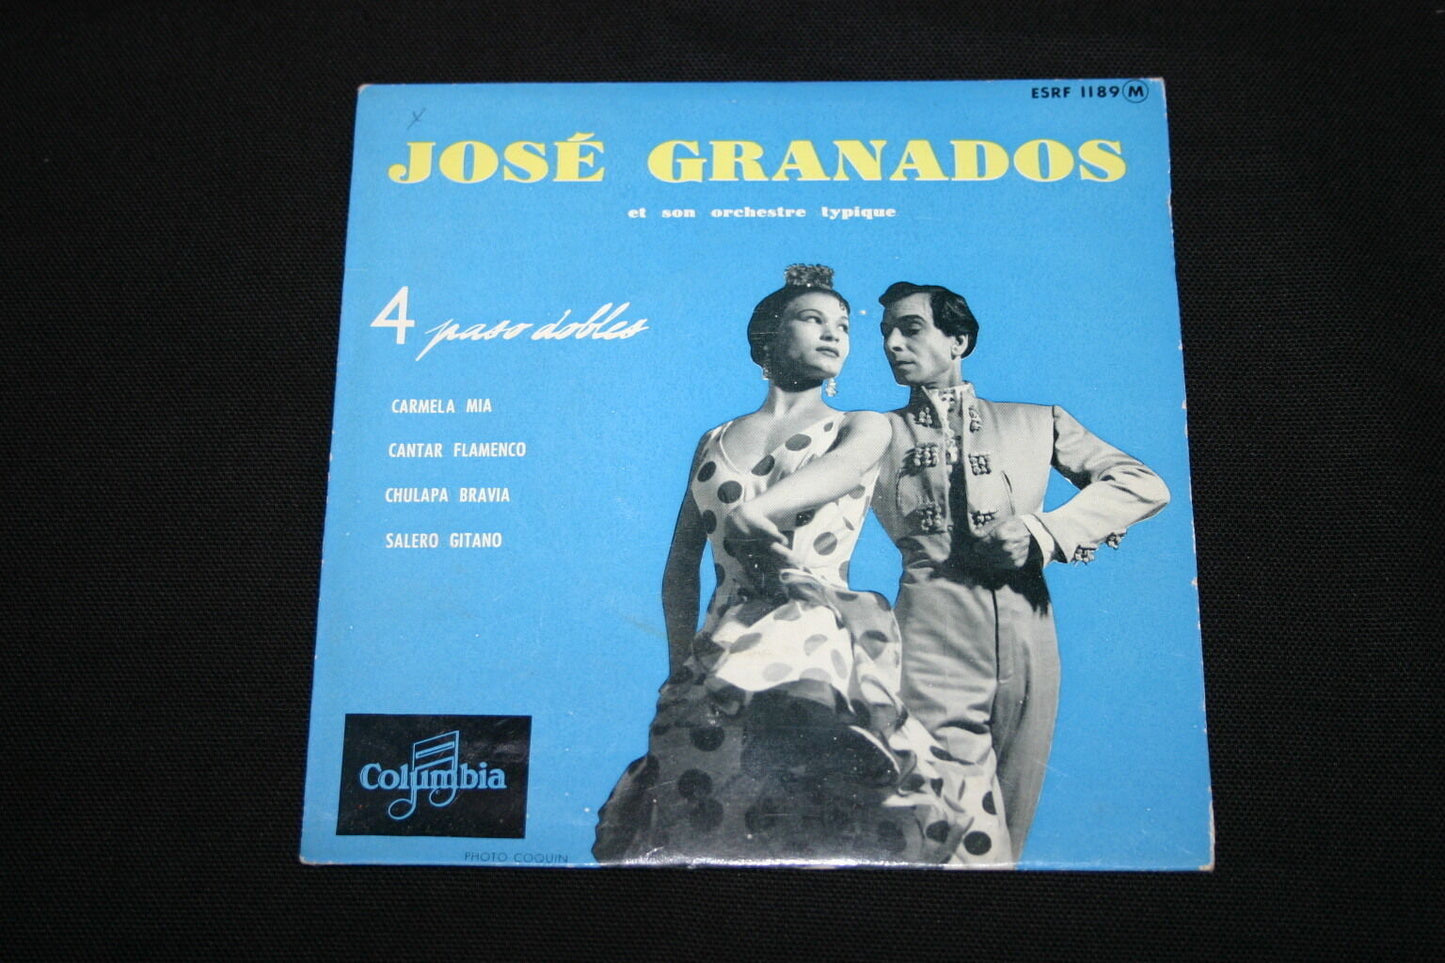 ESRF 1189 M
JOSÉ GRANADOS
et son orchestre typique
4 paso dobles
CARMELA MIA
CANTAR FLAMENCO
CHULAPA BRAVIA
SALERO GITANO
Columbia
PHOTO COQUIN